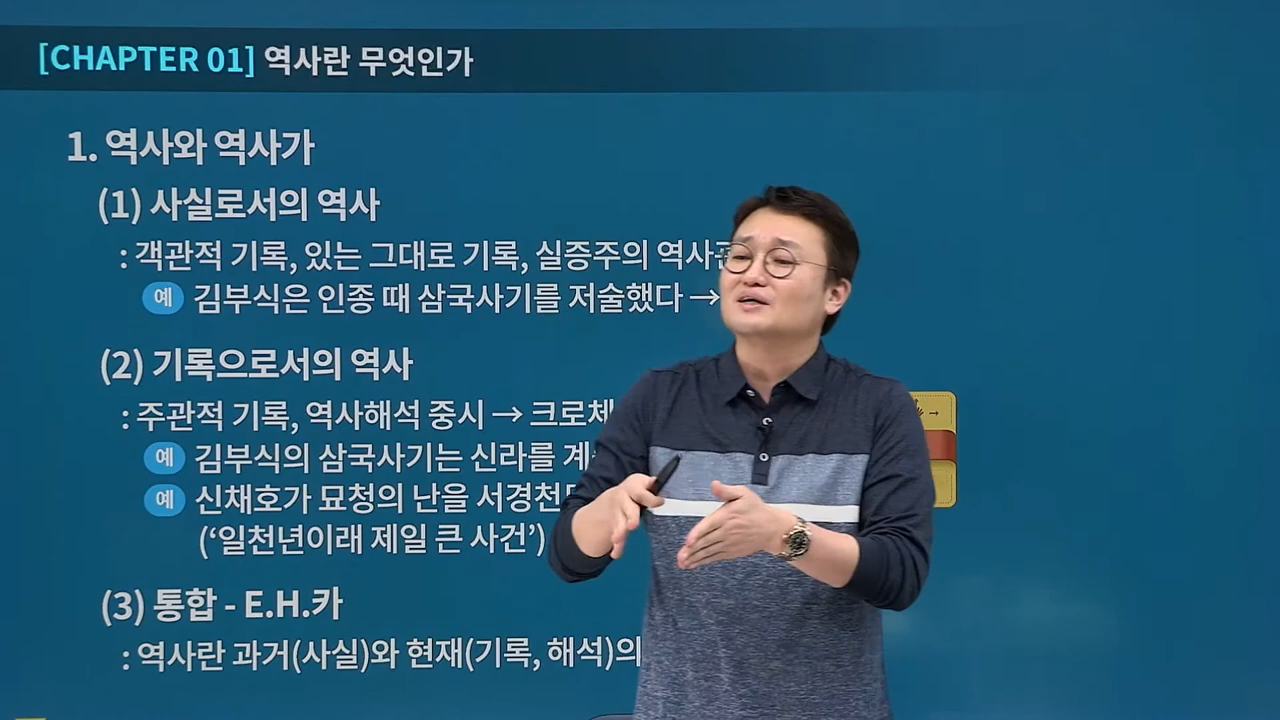 [CHAPTER 01] 역사란 무엇인가
1. 역사와 역사가
(1) 사실로서의 역사
: 객관적 기록, 있는 그대로 기록, 실증주의 역사관
예 김부식은 인종 때 삼국사기를 저술했다 →
(2) 기록으로서의 역사
: 주관적 기록, 역사해석 중시 → 크로체
예 김부식의 삼국사기는 신라를
예 신채호가 묘청의 난을
(‘일천년이래 제일 큰 사건’)
(3) 통합 - E.H.카
: 역사란 과거(사실)와 현재(기록, 해석)의